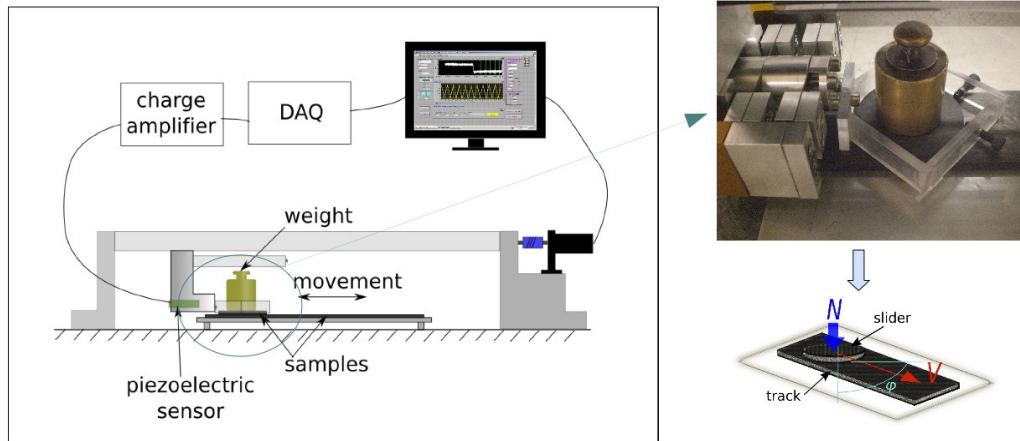 charge
amplifier
DAQ
weight
movement
samples
piezoelectric
sensor
N
slider
V
φ
track